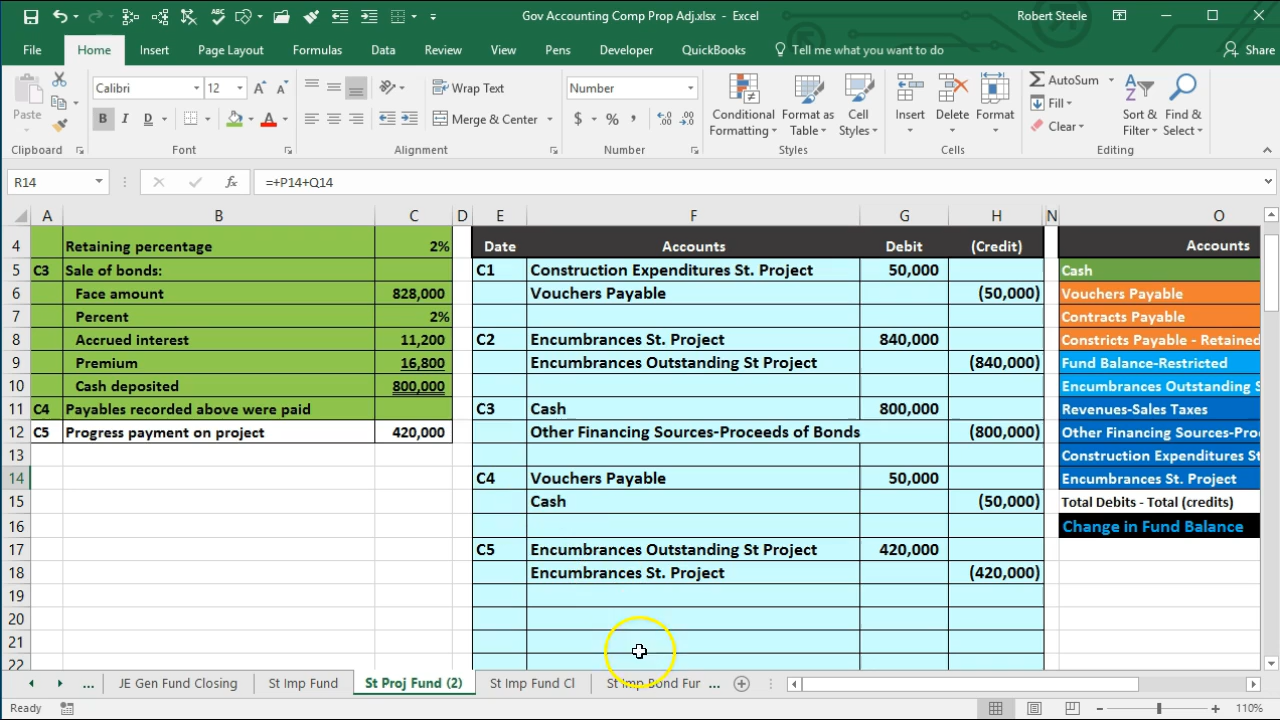 Gov Accounting Comp Prop Adj.xlsx - Excel
Robert Steele
File Home Insert Page Layout Formulas Data Review View Pens Developer QuickBooks Tell me what you want to do Share
Paste
Calibri 12
Wrap Text
Merge & Center
Number
Conditional Formatting
Format as Table
Cell Styles
Insert Delete Format
AutoSum
Fill
Clear
Sort & Filter
Find & Select
Clipboard Font Alignment Number Styles Cells Editing
R14 =+P14+Q14
A B C D E F G H N O
4 Retaining percentage 2% Date Accounts Debit (Credit) Accounts
5 C3 Sale of bonds: C1 Construction Expenditures St. Project 50,000 Cash
6 Face amount 828,000 Vouchers Payable (50,000) Vouchers Payable
7 Percent 2% Contracts Payable
8 Accrued interest 11,200 C2 Encumbrances St. Project 840,000 Constricts Payable - Retained
9 Premium 16,800 Encumbrances Outstanding St Project (840,000) Fund Balance-Restricted
10 Cash deposited 800,000 Encumbrances Outstanding S
11 C4 Payables recorded above were paid C3 Cash 800,000 Revenues-Sales Taxes
12 C5 Progress payment on project 420,000 Other Financing Sources-Proceeds of Bonds (800,000) Other Financing Sources-Pro
13 Construction Expenditures St
14 C4 Vouchers Payable 50,000 Encumbrances St. Project
15 Cash (50,000) Total Debits - Total (credits)
16 Change in Fund Balance
17 C5 Encumbrances Outstanding St Project 420,000
18 Encumbrances St. Project (420,000)
19
20
21
22
... JE Gen Fund Closing St Imp Fund St Proj Fund (2) St Imp Fund Cl St Imp Bond Fur ...
Ready 110%